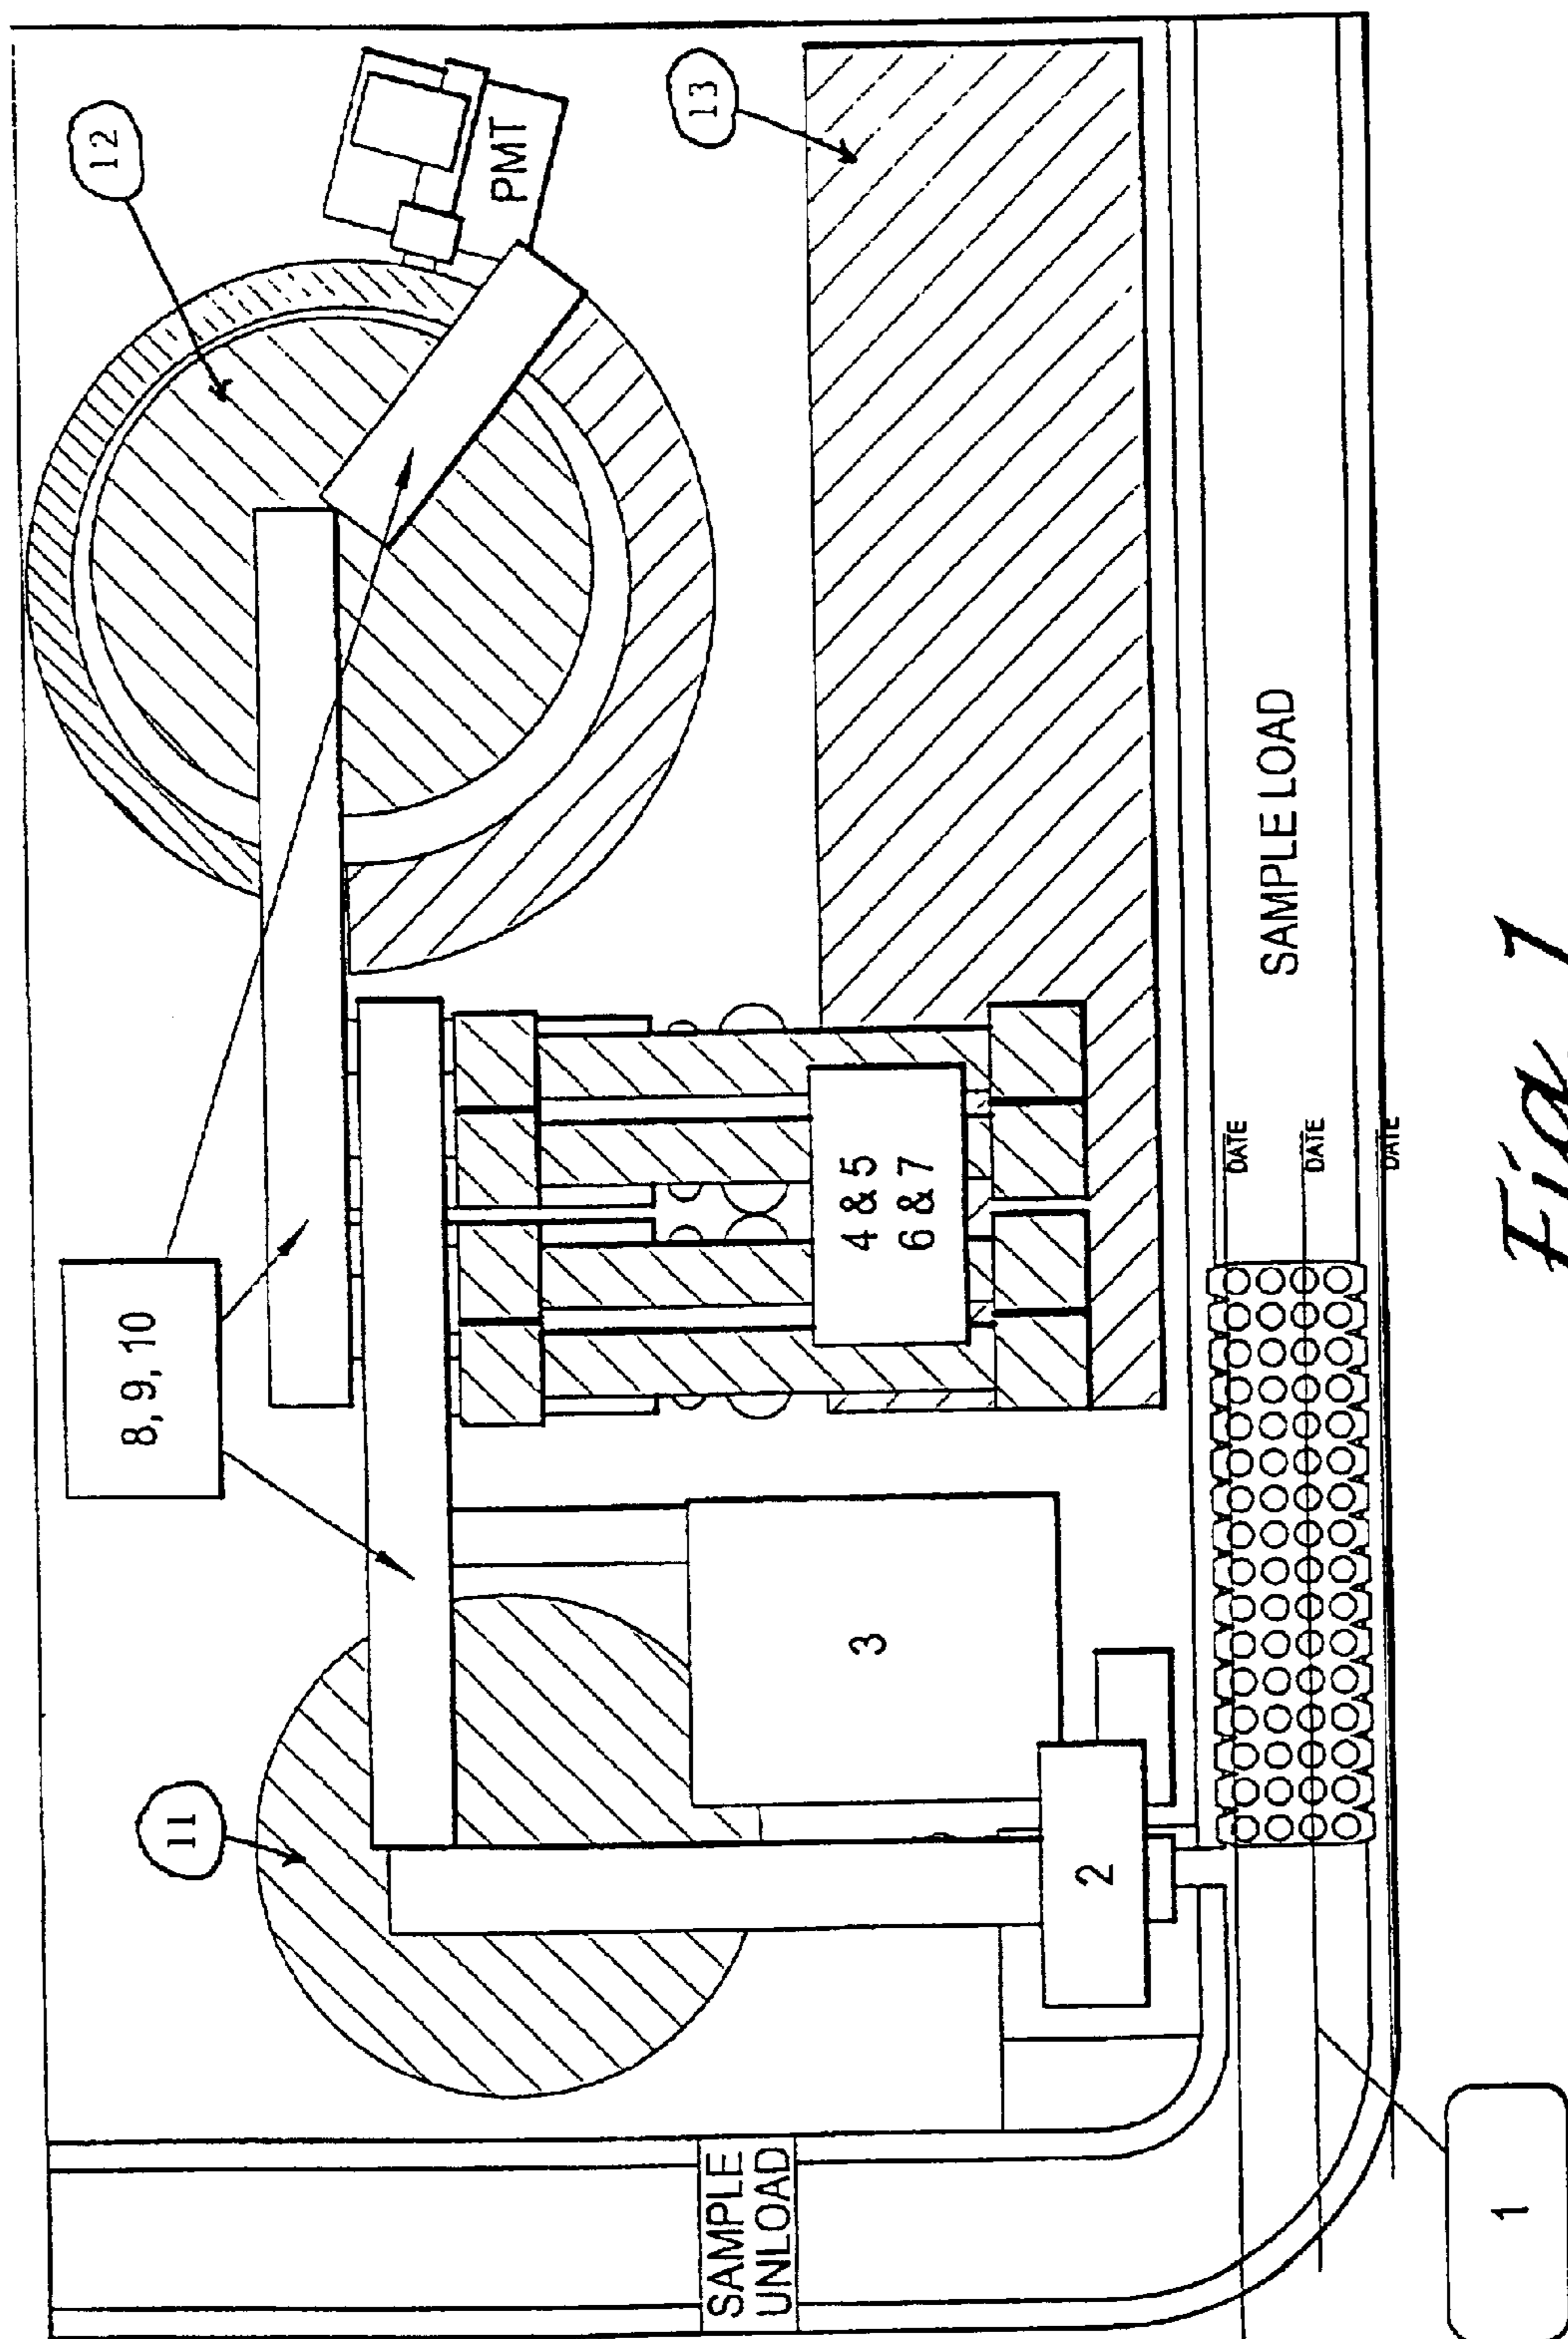 12
PMT
13
8, 9, 10
4 & 5
6 & 7
3
11
2
SAMPLE LOAD
DATE
DATE
DATE
SAMPLE
UNLOAD
1
Fig. 1